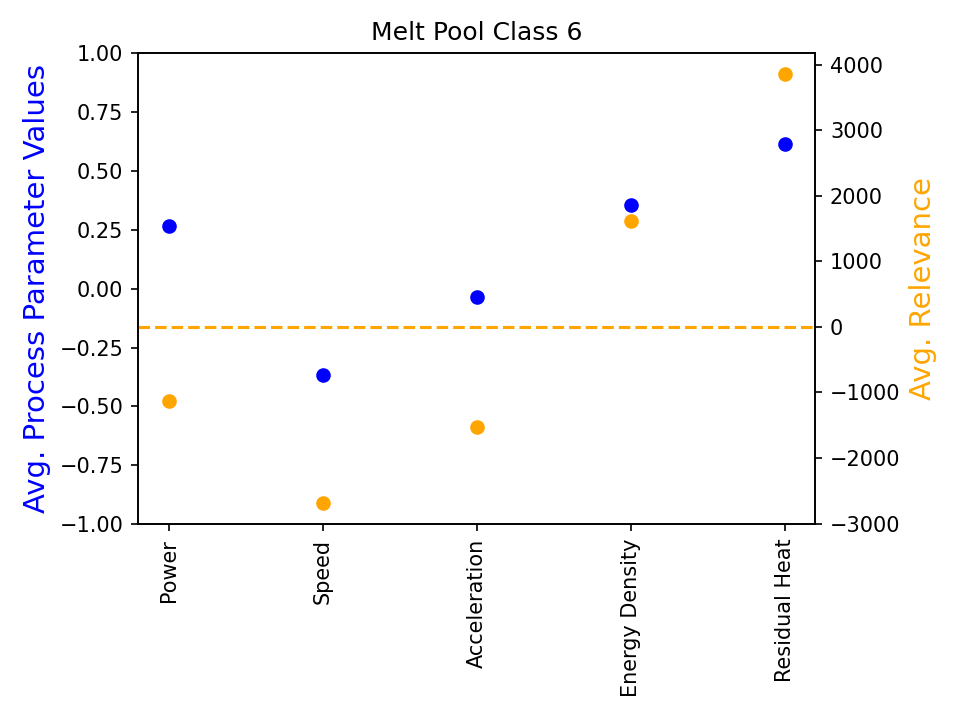 Melt Pool Class 6
Avg. Process Parameter Values
1.00
0.75
0.50
0.25
0.00
−0.25
−0.50
−0.75
−1.00
4000
3000
2000
1000
0
−1000
−2000
−3000
Avg. Relevance
Power
Speed
Acceleration
Energy Density
Residual Heat